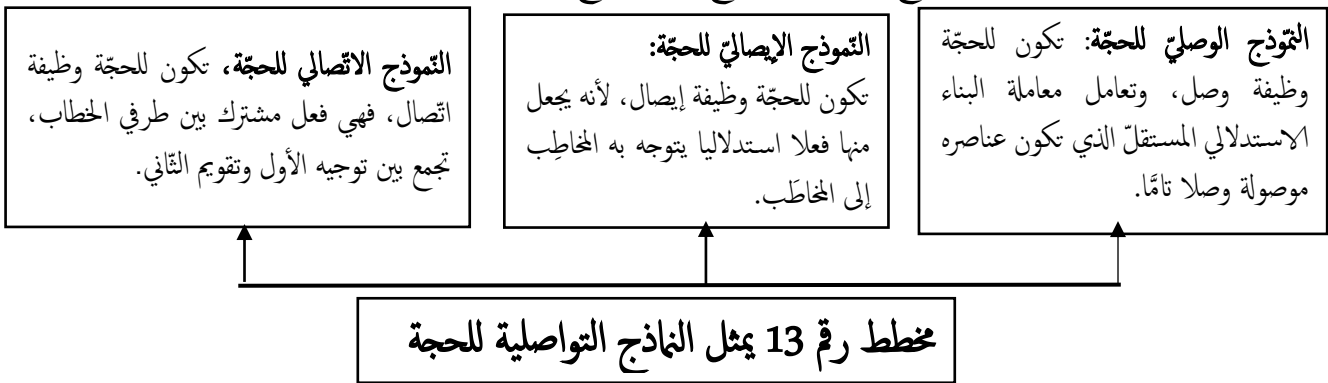 النّموذج الوصليّ للحجّة: تكون للحجّة
وظيفة وصل، وتعامل معاملة البناء
الاستدلالي المستقلّ الذي تكون عناصره
موصولة وصلا تامًّا.
النّموذج الإيصاليّ للحجّة:
تكون للحجّة وظيفة إيصال، لأنه يجعل
منها فعلا استدلاليا يتوجه به المخاطِب
إلى المخاطَب.
النّموذج الاتّصالي للحجّة، تكون للحجّة وظيفة
اتّصال، فهي فعل مشترك بين طرفي الخطاب،
تجمع بين توجيه الأول وتقويم الثّاني.
مخطط رقم 13 يمثل النماذج التواصلية للحجة